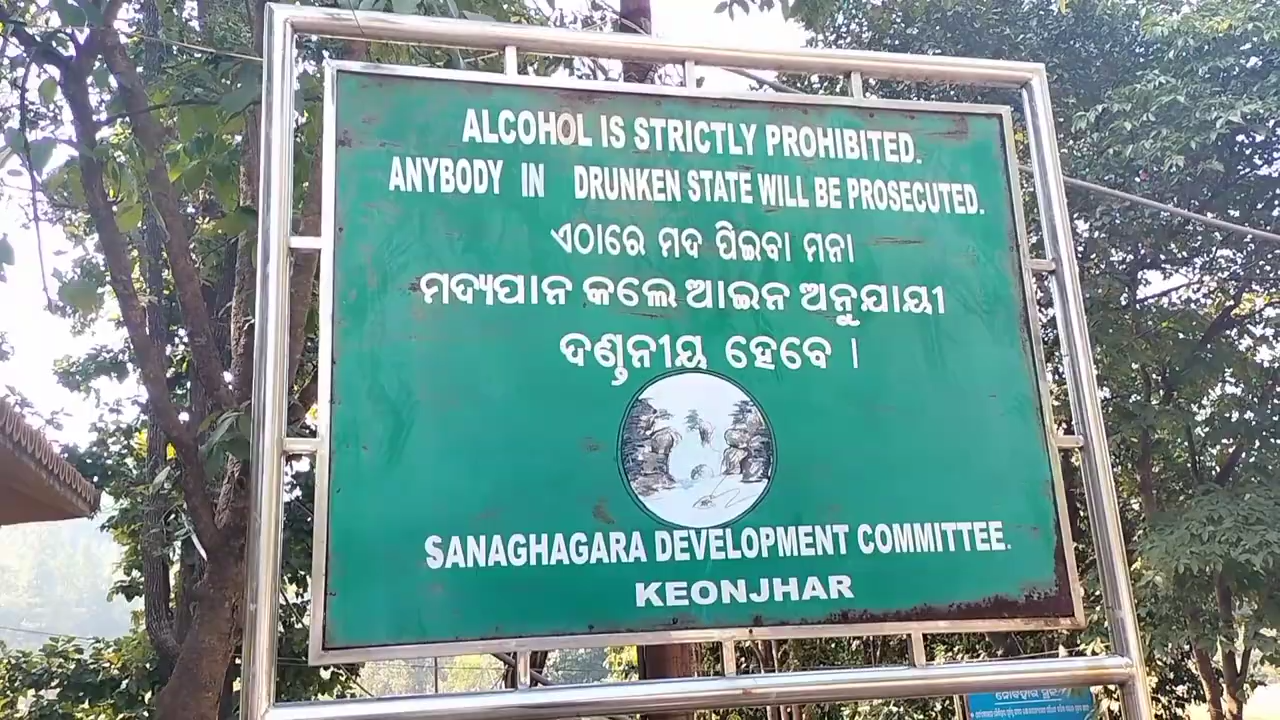 ALCOHOL IS STRICTLY PROHIBITED.
ANYBODY IN DRUNKEN STATE WILL BE PROSECUTED.
ଏଠାରେ ମଦ ପିଇବା ମନା
ମଦ୍ୟପାନ କଲେ ଆଇନ ଅନୁଯାୟୀ
ଦଣ୍ଡନୀୟ ହେବେ ।
SANAGHAGARA DEVELOPMENT COMMITTEE.
KEONJHAR